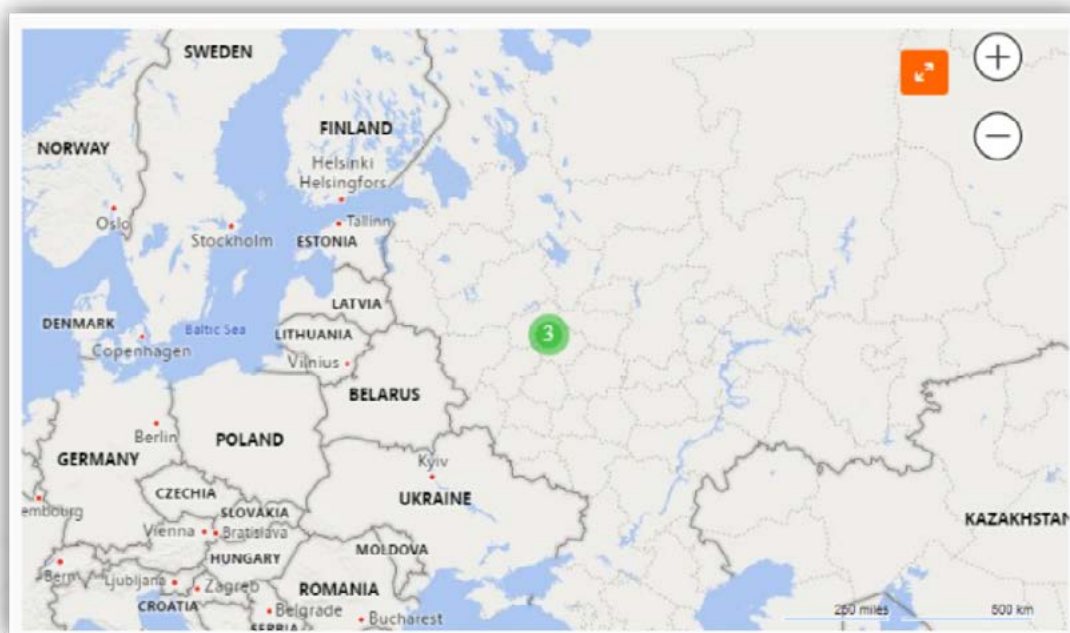 SWEDEN
FINLAND
NORWAY
Helsinki
Helsingfors
Oslo
Stockholm
Tallinn
ESTONIA
LATVIA
DENMARK
Baltic Sea
LITHUANIA
Copenhagen
Vilnius
3
BELARUS
Berlin
POLAND
GERMANY
Kyiv
CZECHIA
UKRAINE
embourg
SLOVAKIA
Vienna
Bratislava
KAZAKHSTAN
HUNGARY
MOLDOVA
Bern
Ljubljana
Zagreb
ROMANIA
CROATIA
Belgrade
Bucharest
SERBIA
250 miles
500 km